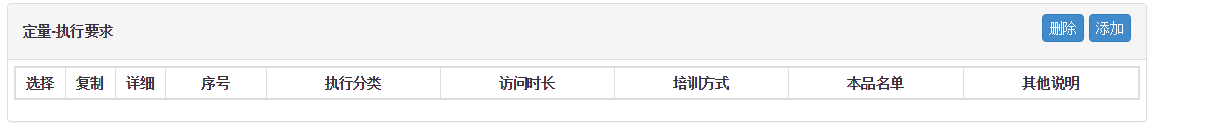 定量-执行要求 删除 添加
选择 复制 详细 序号 执行分类 访问时长 培训方式 本品名单 其他说明